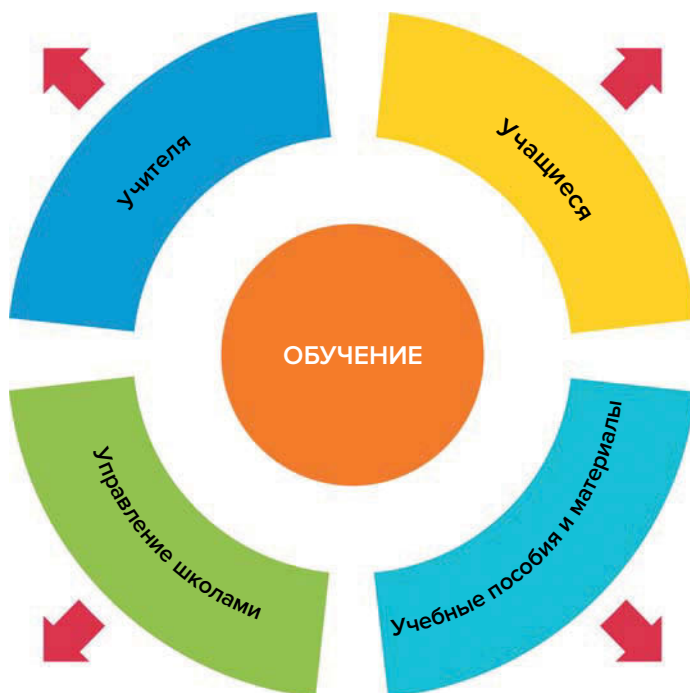 Учителя
Учащиеся
ОБУЧЕНИЕ
Управление школами
Учебные пособия и материалы